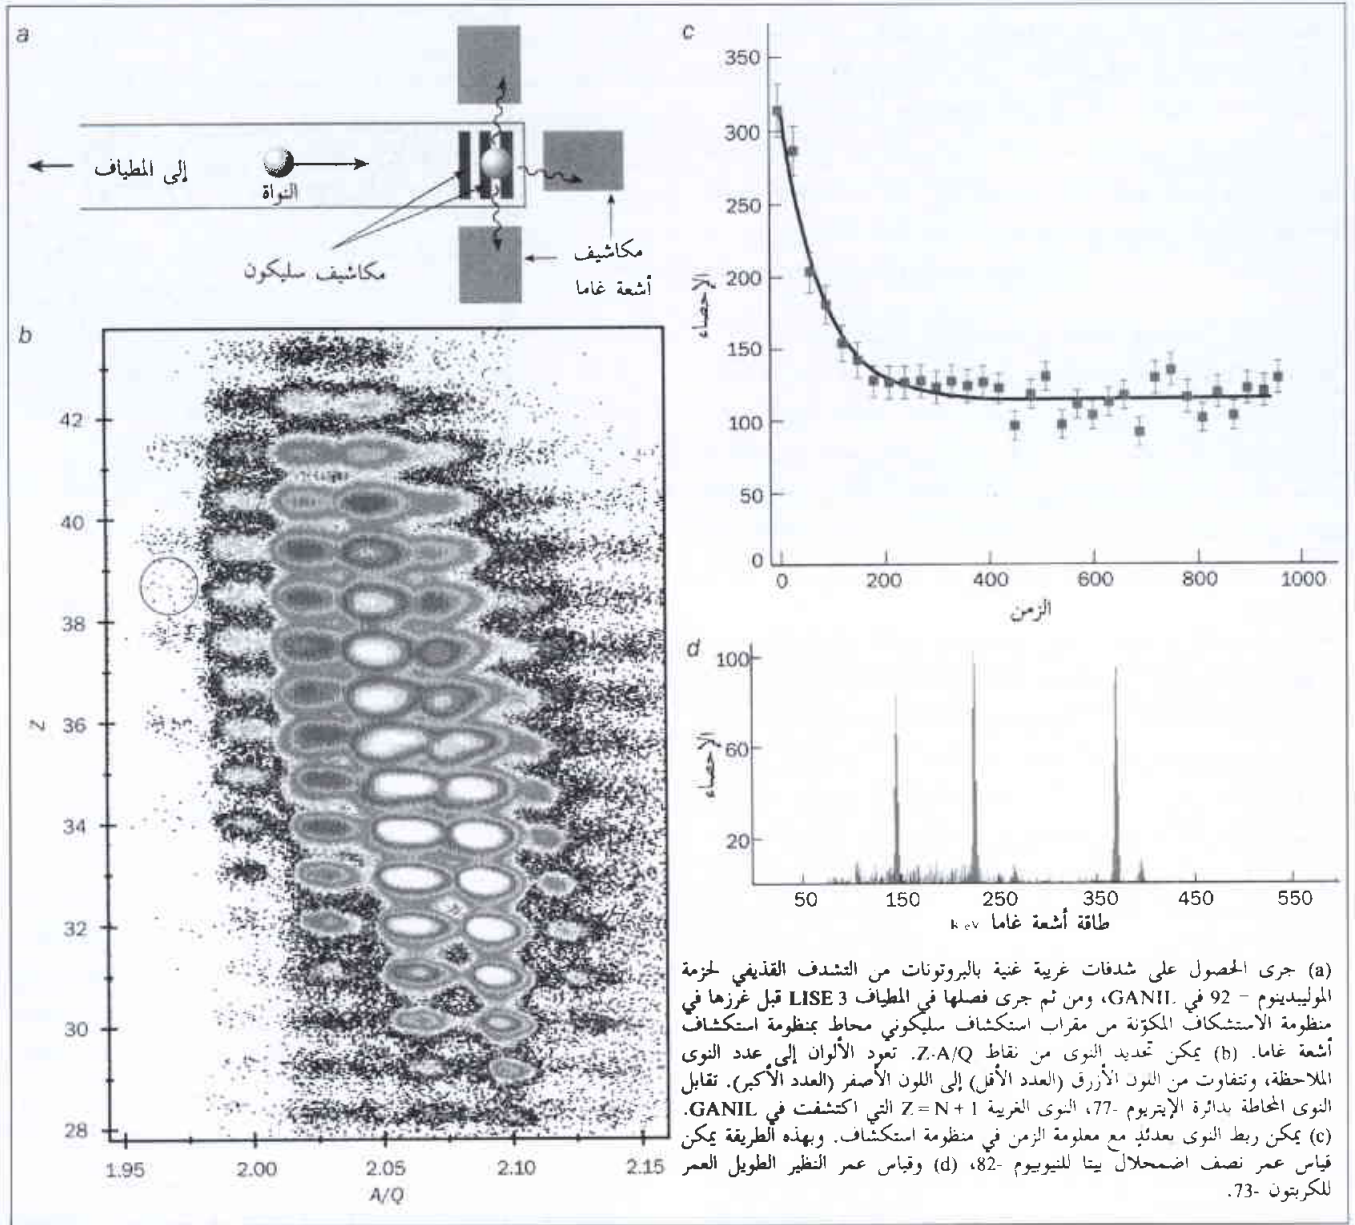 a
إلى المطياف
النواة
مكاشيف سليكون
مكاشيف
أشعة غاما
b
Z
42
40
38
36
34
32
30
28
1.95 2.00 2.05 2.10 2.15
A/Q
c
الإحصاء
350
300
250
200
150
100
50
0
0 200 400 600 800 1000
الزمن
d
الإحصاء
100
60
20
50 150 250 350 450 550
طاقة أشعة غاما KeV
(a) جرى الحصول على شدفات غريبة غنية بالبروتونات من التشدف القذيفي لحزمة
الموليبدينوم - 92 في GANIL، ومن ثم جرى فصلها في المطياف LISE 3 قبل غرزها في
منظومة الاستشكاف المكوّنة من مقراب استكشاف سليكوني محاط بمنظومة استكشاف
أشعة غاما. (b) يمكن تحديد النوى من نقاط Z-A/Q. تعود الألوان إلى عدد النوى
الملاحظة، وتتفاوت من اللون الأزرق (العدد الأقل) إلى اللون الأصفر (العدد الأكبر). تقابل
النوى المحاطة بدائرة الإيتريوم -77، النوى الغريبة Z = N + 1 التي اكتشفت في GANIL.
(c) يمكن ربط النوى بعدئذٍ مع معلومة الزمن في منظومة استكشاف. وبهذه الطريقة يمكن
قياس عمر نصف اضمحلال بيتا للنيوبيوم -82، (d) وقياس عمر النظير الطويل العمر
للكربتون -73.